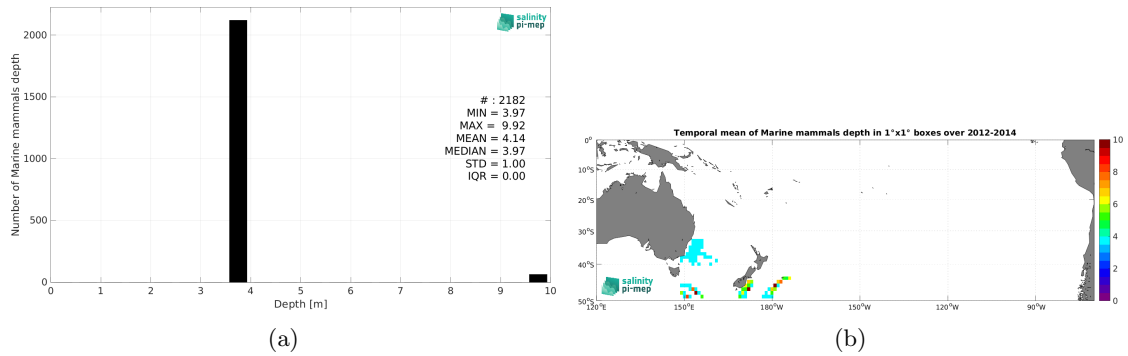 salinity
pi-mep
Number of Marine mammals depth
2000
1500
1000
500
0
# : 2182
MIN = 3.97
MAX = 9.92
MEAN = 4.14
MEDIAN = 3.97
STD = 1.00
IQR = 0.00
0 1 2 3 4 5 6 7 8 9 10
Depth [m]
(a)
Temporal mean of Marine mammals depth in 1°x1° boxes over 2012-2014
0°
10°S
20°S
30°S
40°S
50°S
120°E 150°E 180°W 150°W 120°W 90°W
10
8
6
4
2
0
salinity
pi-mep
(b)